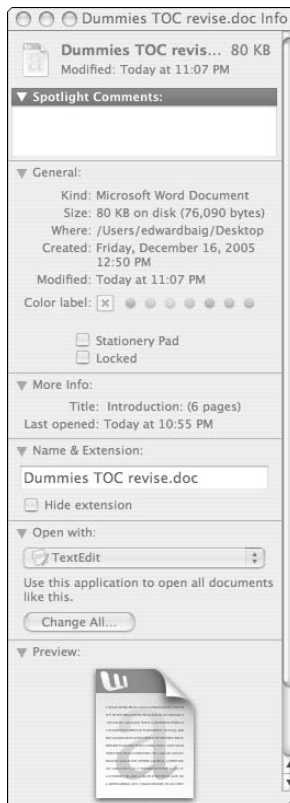 Dummies TOC revise.doc Info
Dummies TOC revis... 80 KB
Modified: Today at 11:07 PM
Spotlight Comments:
General:
Kind: Microsoft Word Document
Size: 80 KB on disk (76,090 bytes)
Where: /Users/edwardbaig/Desktop
Created: Friday, December 16, 2005
12:50 PM
Modified: Today at 11:07 PM
Color label:
Stationery Pad
Locked
More Info:
Title: Introduction: (6 pages)
Last opened: Today at 10:55 PM
Name & Extension:
Dummies TOC revise.doc
Hide extension
Open with:
TextEdit
Use this application to open all documents
like this.
Change All...
Preview: